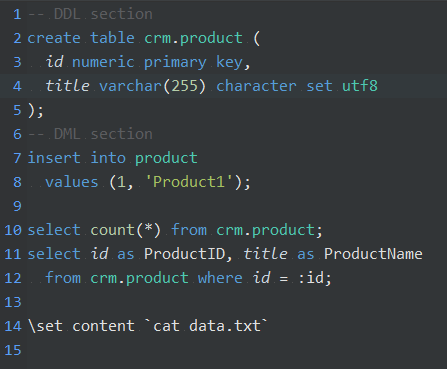 1 -- DDL section
2 create table crm.product (
3   id numeric primary key,
4   title varchar(255) character set utf8
5 );
6 -- DML section
7 insert into product
8   values (1, 'Product1');
9
10 select count(*) from crm.product;
11 select id as ProductID, title as ProductName
12   from crm.product where id = :id;
13
14 \set content `cat data.txt`
15